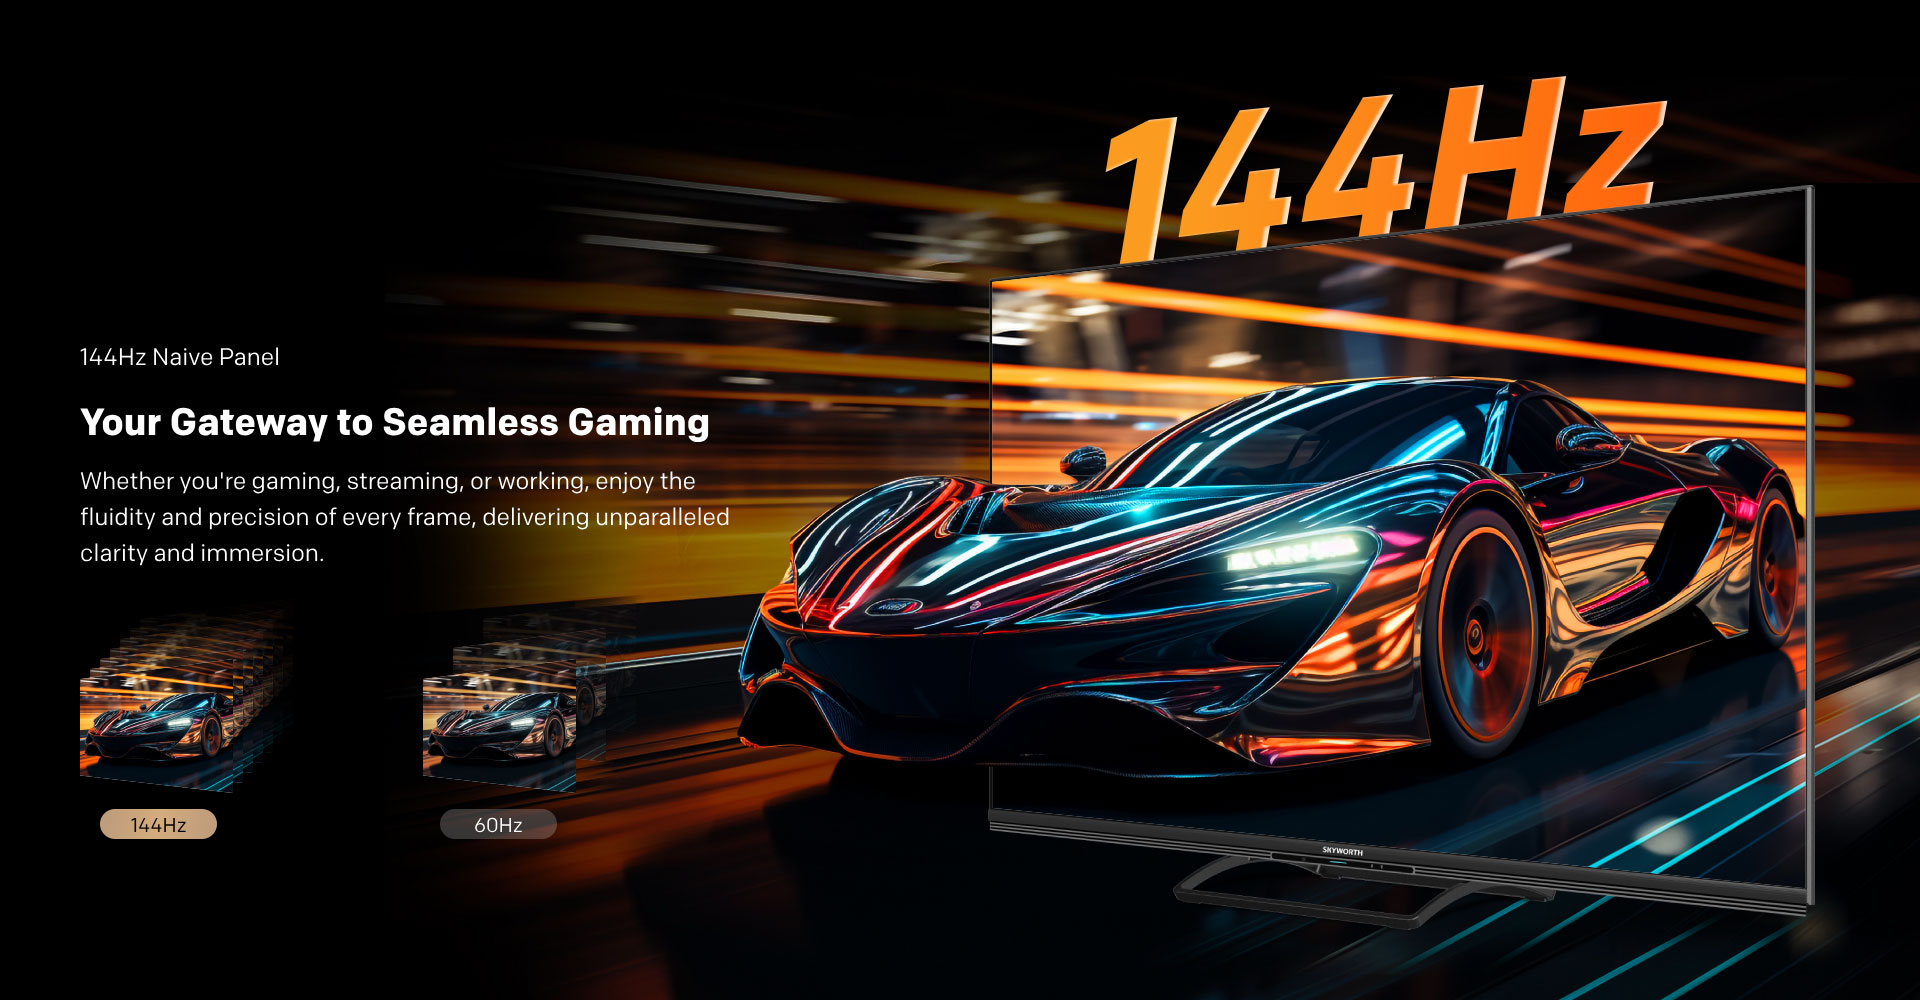 144Hz
144Hz Naive Panel
Your Gateway to Seamless Gaming
Whether you're gaming, streaming, or working, enjoy the
fluidity and precision of every frame, delivering unparalleled
clarity and immersion.
144Hz
60Hz
SKYWORTH